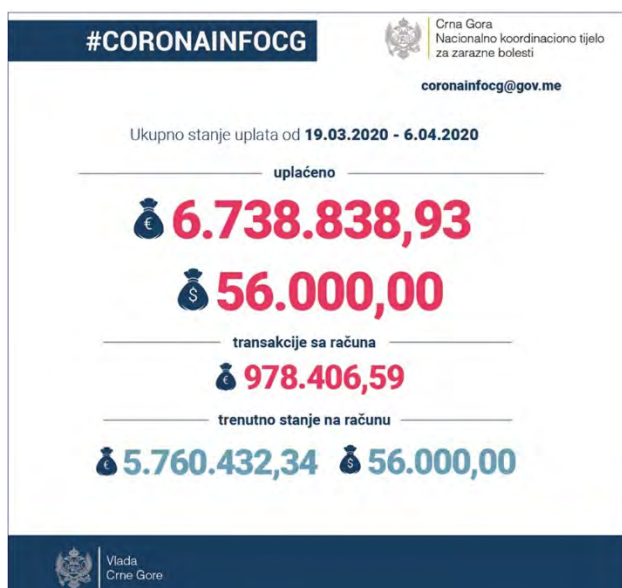 #CORONAINFOCG
Crna Gora
Nacionalno koordinaciono tijelo
za zarazne bolesti
coronainfocg@gov.me
Ukupno stanje uplata od 19.03.2020 - 6.04.2020
uplaćeno
€ 6.738.838,93
$ 56.000,00
transakcije sa računa
€ 978.406,59
trenutno stanje na računu
€ 5.760.432,34 $ 56.000,00
Vlada
Crne Gore